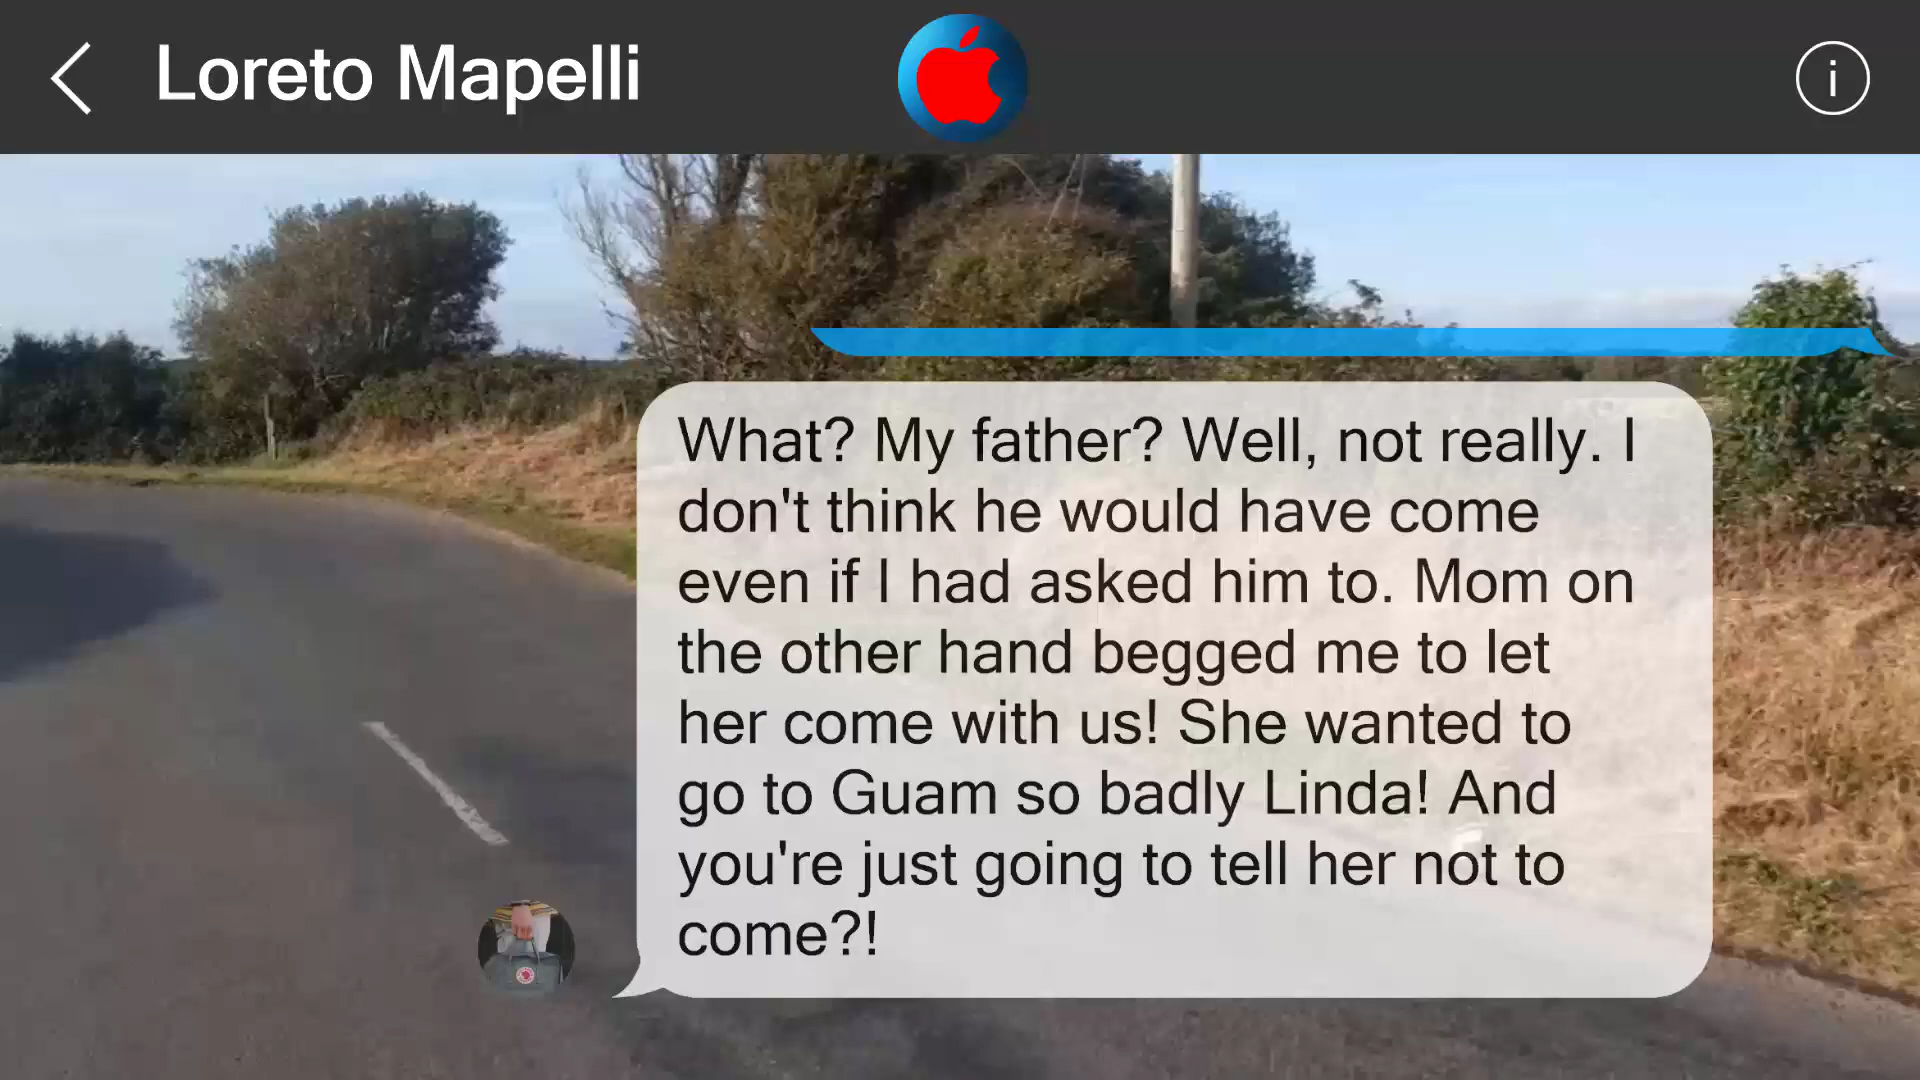 Loreto Mapelli
What? My father? Well, not really. I
don't think he would have come
even if I had asked him to. Mom on
the other hand begged me to let
her come with us! She wanted to
go to Guam so badly Linda! And
you're just going to tell her not to
come?!